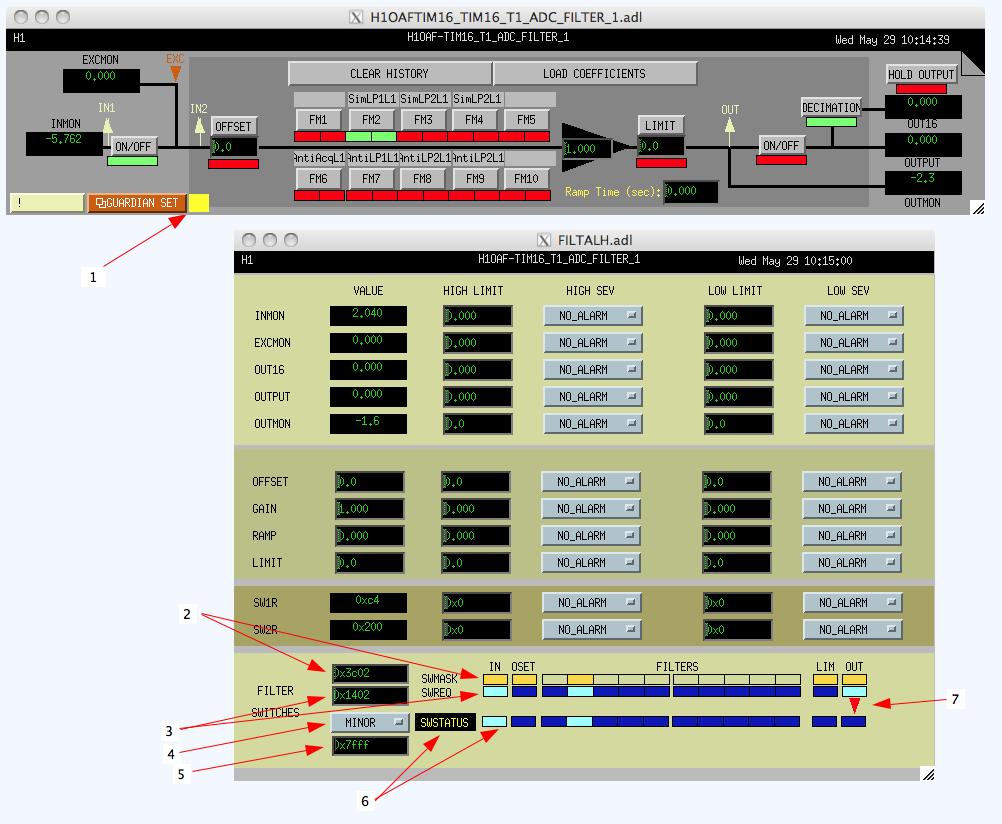 H1OAFTIM16_TIM16_T1_ADC_FILTER_1.adl
H1
H1OAF-TIM16_T1_ADC_FILTER_1
Wed May 29 10:14:39
EXCMON
EXC
0.000
CLEAR HISTORY
LOAD COEFFICIENTS
HOLD OUTPUT
SimLP1L1
SimLP2L1
SimLP2L1
IN1
IN2
OUT
DECIMATION
0.000
OUT16
INMON
-5.762
OFFSET
0.0
FM1
FM2
FM3
FM4
FM5
LIMIT
0.0
ON/OFF
1.000
ON/OFF
0.000
OUTPUT
AntiAcqL1
AntiLP1L1
AntiLP2L1
AntiLP2L1
FM6
FM7
FM8
FM9
FM10
-2.3
Ramp Time (sec):
0.000
OUTMON
!
GUARDIAN SET
1
FILTALH.adl
H1
H1OAF-TIM16_T1_ADC_FILTER_1
Wed May 29 10:15:00
VALUE HIGH LIMIT HIGH SEV LOW LIMIT LOW SEV
INMON 2.040 0.000 NO_ALARM 0.000 NO_ALARM
EXCMON 0.000 0.000 NO_ALARM 0.000 NO_ALARM
OUT16 0.000 0.000 NO_ALARM 0.000 NO_ALARM
OUTPUT 0.000 0.000 NO_ALARM 0.000 NO_ALARM
OUTMON -1.6 0.0 NO_ALARM 0.0 NO_ALARM
OFFSET 0.0 0.0 NO_ALARM 0.0 NO_ALARM
GAIN 1.000 0.000 NO_ALARM 0.000 NO_ALARM
RAMP 0.000 0.000 NO_ALARM 0.000 NO_ALARM
LIMIT 0.0 0.0 NO_ALARM 0.0 NO_ALARM
SW1R 0xc4 0x0 NO_ALARM 0x0 NO_ALARM
SW2R 0x200 0x0 NO_ALARM 0x0 NO_ALARM
2
IN OSET FILTERS LIM OUT
0x3c02 SWMASK
FILTER
0x1402 SWREQ
7
SWITCHES
3
MINOR SWSTATUS
4
0x7fff
5
6